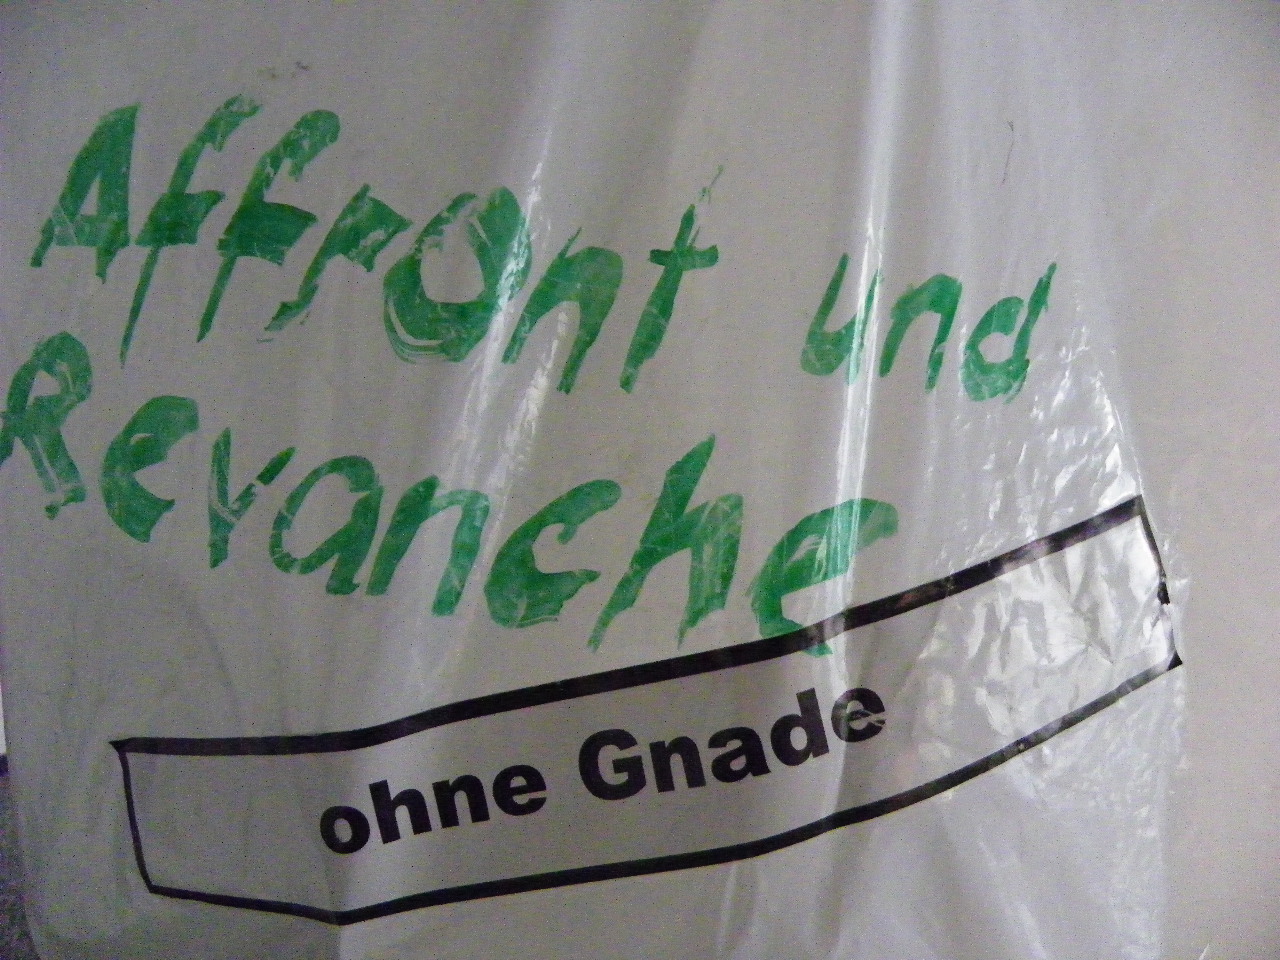 Affront und
Revanche
ohne Gnade